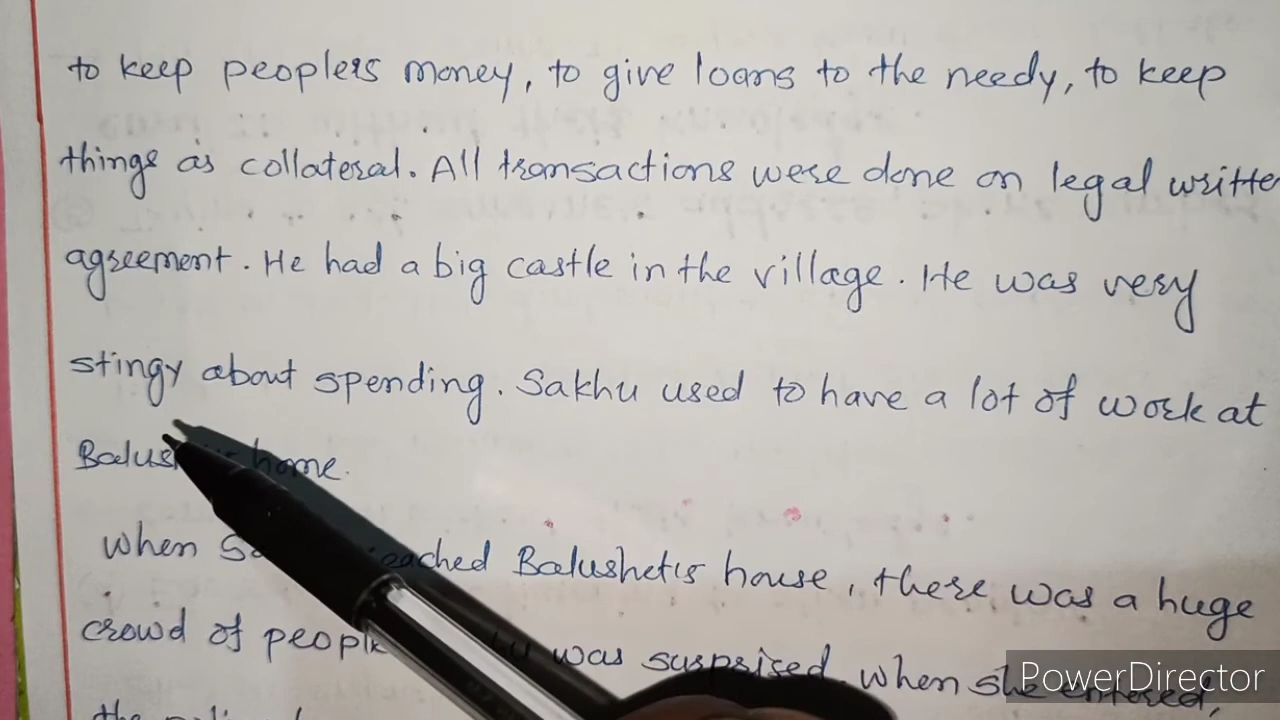 to keep people's money, to give loans to the needy, to keep
things as collateral. All transactions were done on legal
agreement. He had a big castle in the village. He was very
stingy about spending. Sakhu used to have a lot of work at
home.
When reached Balushet's house, there was a huge
crowd of was surprised. When she entered,
PowerDirector